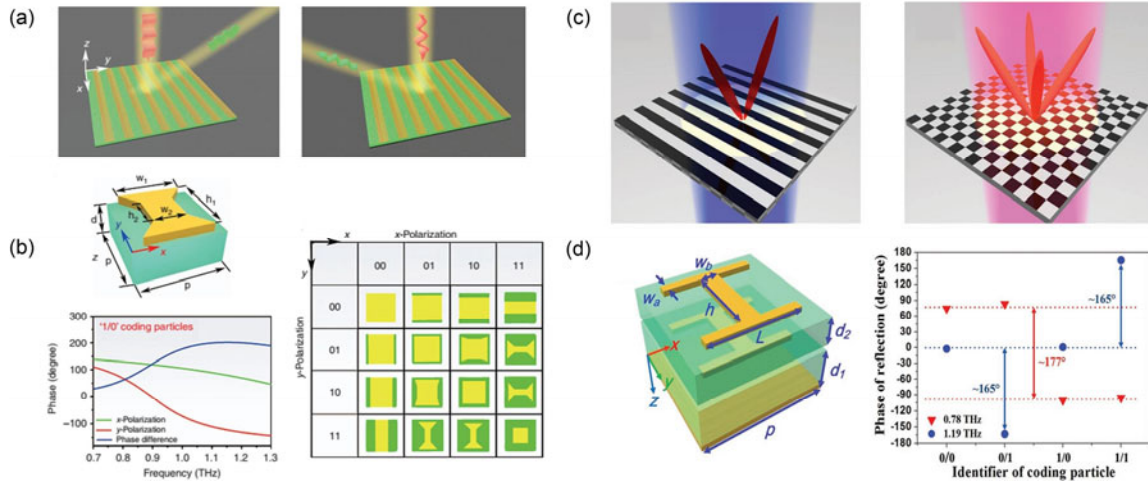 (a)
z
y
x
(c)
w1
h1
h2
w2
d
y
x
z
p
p
(b)
'1/0' coding particles
Phase (degree)
300
200
100
0
−100
x-Polarization
y-Polarization
Phase difference
0.7 0.8 0.9 1.0 1.1 1.2 1.3
Frequency (THz)
x x-Polarization
y
00 01 10 11
y-Polarization
00
01
10
11
(d)
wb
wa
h
L
d2
d1
x
y
z
p
Phase of reflection (degree)
180
150
120
90
60
30
0
-30
-60
-90
-120
-150
-180
~165°
~177°
~165°
0.78 THz
1.19 THz
0/0 0/1 1/0 1/1
Identifier of coding particle